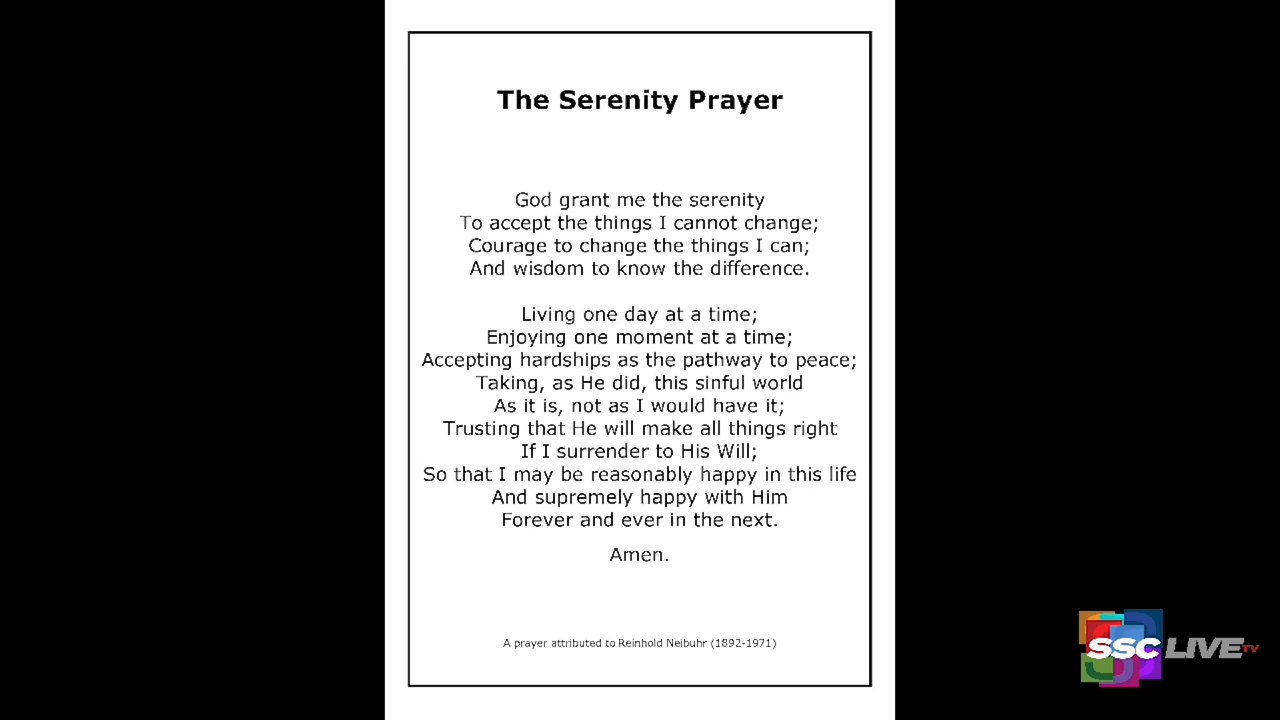 The Serenity Prayer
God grant me the serenity
To accept the things I cannot change;
Courage to change the things I can;
And wisdom to know the difference.
Living one day at a time;
Enjoying one moment at a time;
Accepting hardships as the pathway to peace;
Taking, as He did, this sinful world
As it is, not as I would have it;
Trusting that He will make all things right
If I surrender to His Will;
So that I may be reasonably happy in this life
And supremely happy with Him
Forever and ever in the next.
Amen.
A prayer attributed to Reinhold Neibuhr (1892-1971)
SSC LIVE TV